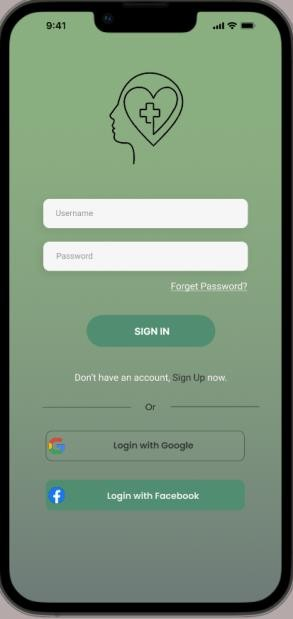 9:41
Username
Password
Forget Password?
SIGN IN
Don't have an account, Sign Up now.
Or
Login with Google
Login with Facebook